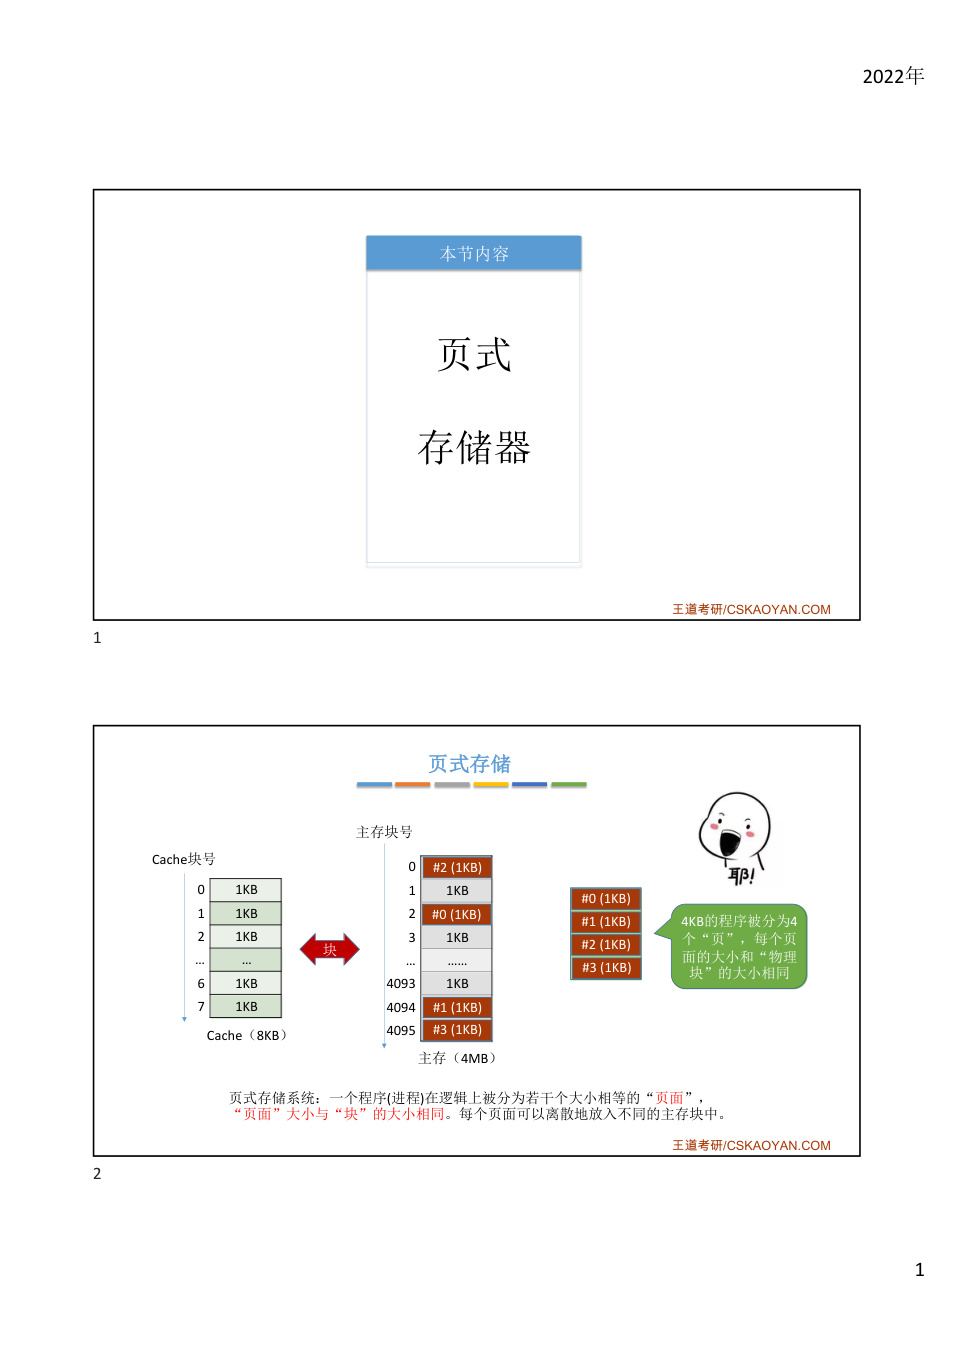 2022年
本节内容
页式
存储器
王道考研/CSKAOYAN.COM
1
页式存储
主存块号
Cache块号
0 1KB
1 1KB
2 1KB
... ...
6 1KB
7 1KB
Cache（8KB）
块
0 #2 (1KB)
1 1KB
2 #0 (1KB)
3 1KB
... ......
4093 1KB
4094 #1 (1KB)
4095 #3 (1KB)
主存（4MB）
#0 (1KB)
#1 (1KB)
#2 (1KB)
#3 (1KB)
耶!
4KB的程序被分为4
个“页”，每个页
面的大小和“物理
块”的大小相同
页式存储系统：一个程序(进程)在逻辑上被分为若干个大小相等的“页面”，
“页面”大小与“块”的大小相同。每个页面可以离散地放入不同的主存块中。
王道考研/CSKAOYAN.COM
2
1